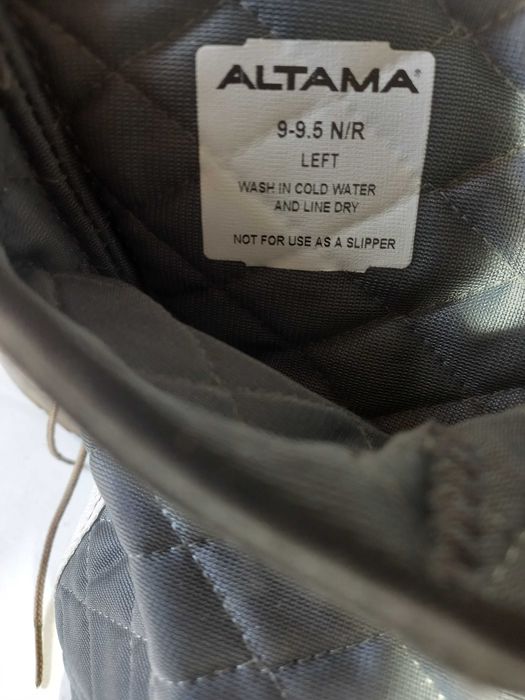 ALTAMA®
9-9.5 N/R
LEFT
WASH IN COLD WATER
AND LINE DRY
NOT FOR USE AS A SLIPPER